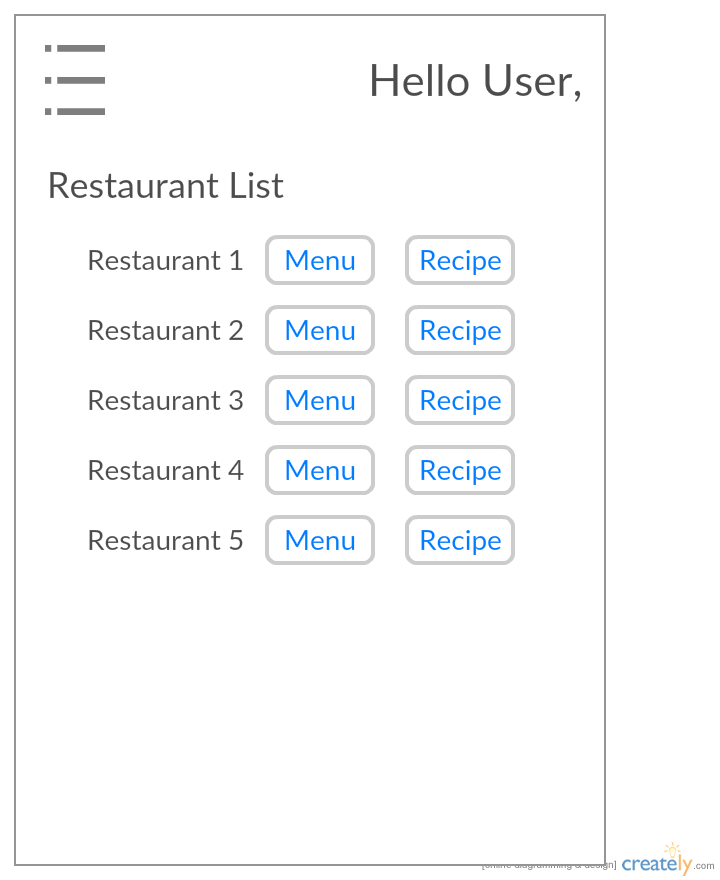 Hello User,
Restaurant List
Restaurant 1 Menu Recipe
Restaurant 2 Menu Recipe
Restaurant 3 Menu Recipe
Restaurant 4 Menu Recipe
Restaurant 5 Menu Recipe
[online diagramming & design] creately.com